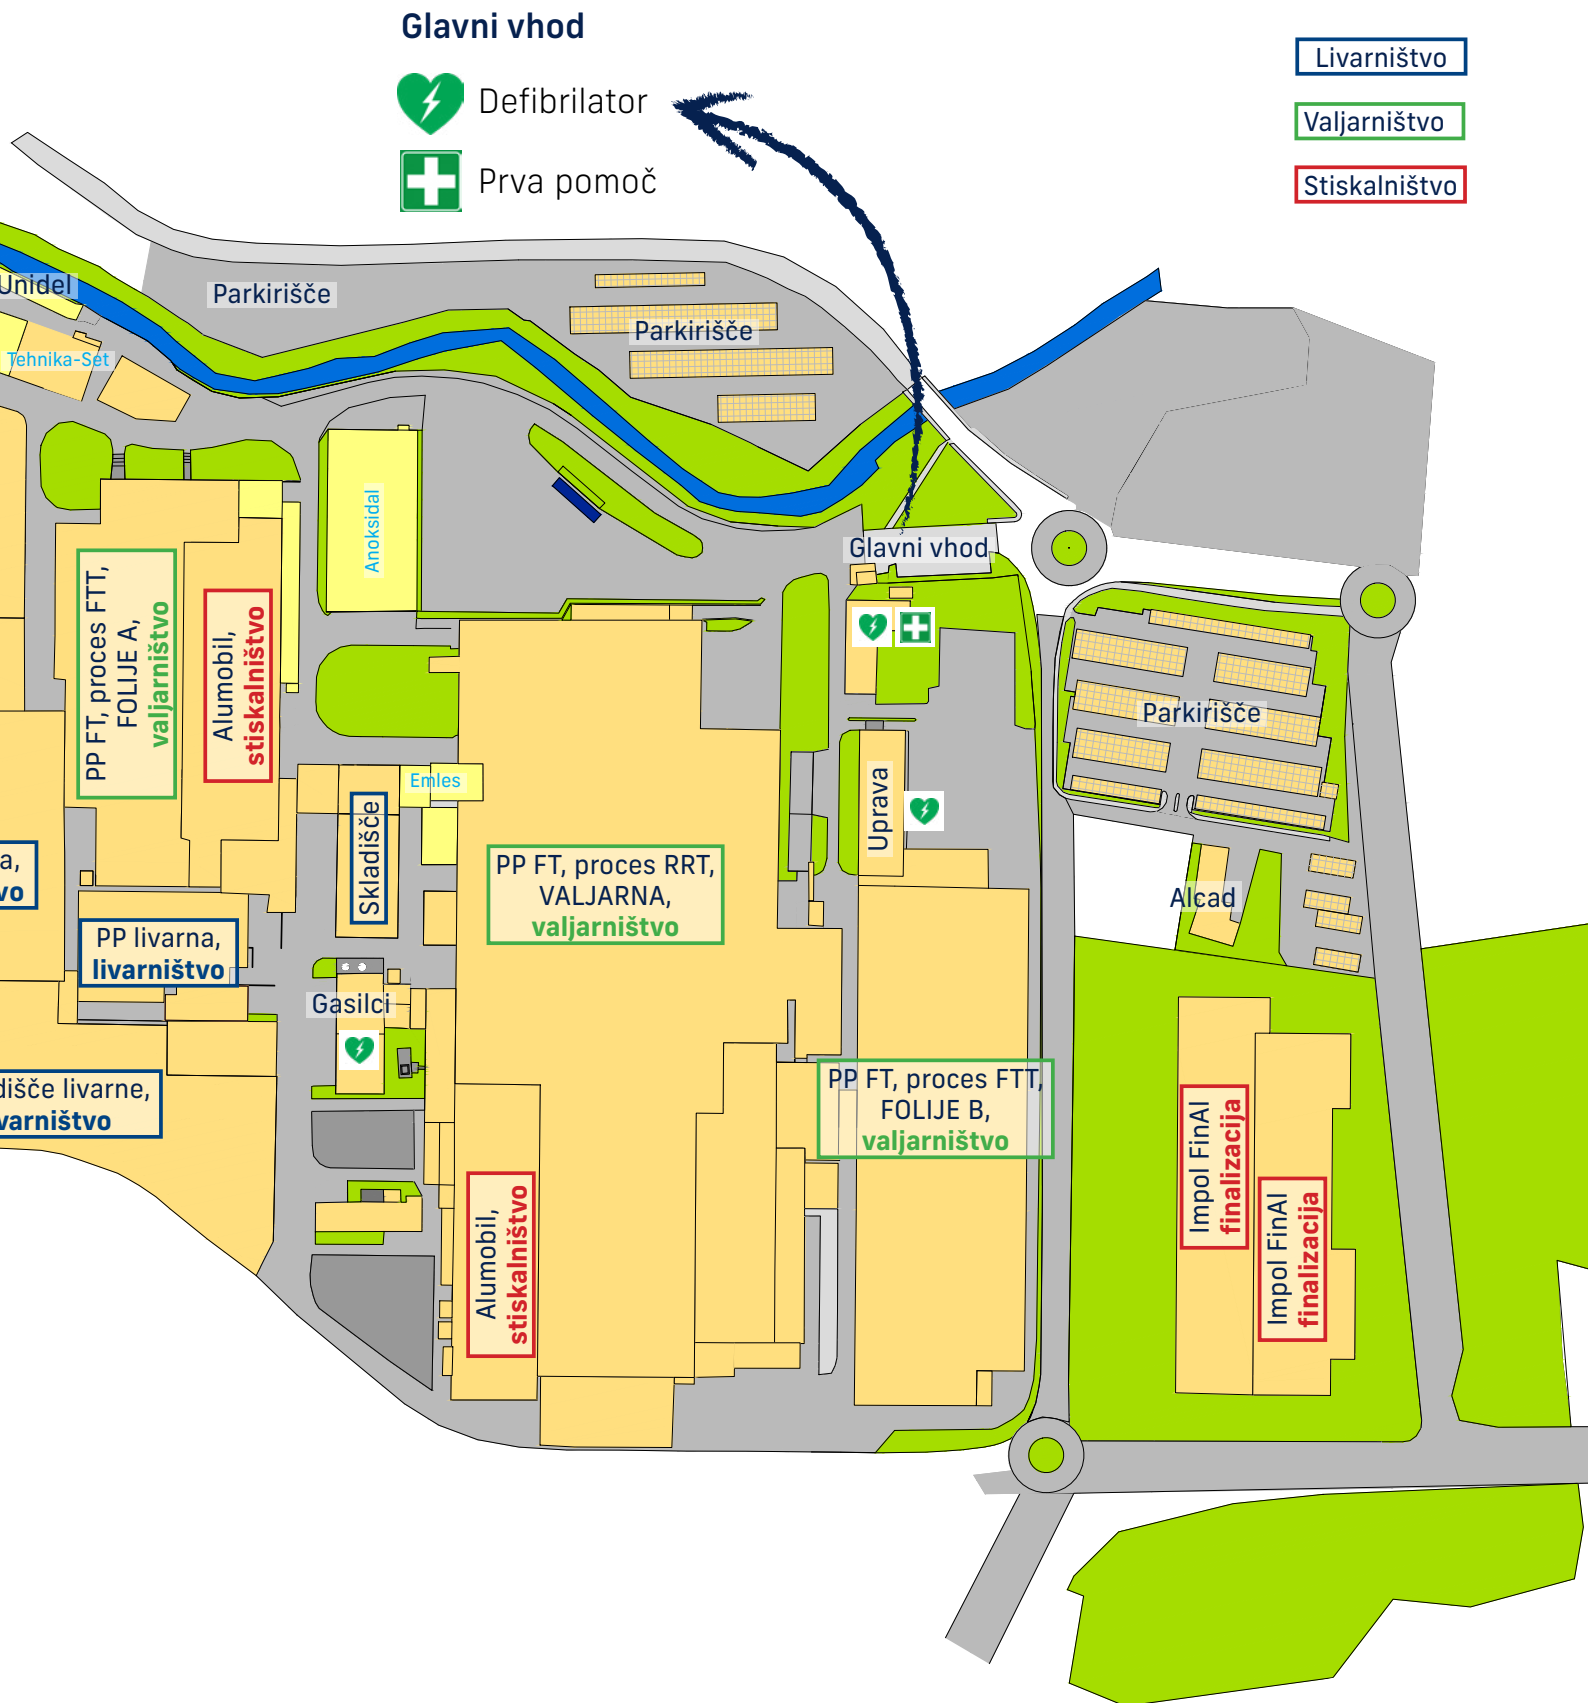 Glavni vhod
Defibrilator
Prva pomoč
Livarništvo
Valjarništvo
Stiskalništvo
Unidel
Parkirišče
Parkirišče
Tehnika-Set
Anoksidal
Glavni vhod
PP FT, proces FTT,
FOLIJE A,
valjarništvo
Alumobil,
stiskalništvo
Parkirišče
Emles
Skladišče
Uprava
PP FT, proces RRT,
VALJARNA,
valjarništvo
a,
vo
Alcad
PP livarna,
livarništvo
Gasilci
PP FT, proces FTT,
FOLIJE B,
valjarništvo
dišče livarne,
varništvo
Impol FinAl
finalizacija
Impol FinAl
finalizacija
Alumobil,
stiskalništvo